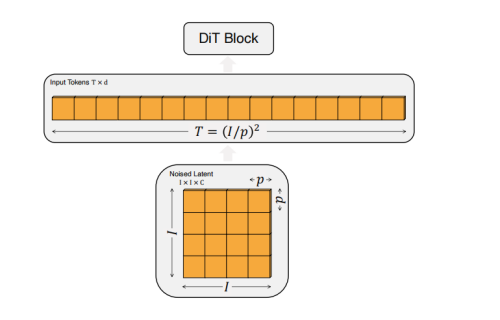 DiT Block
Input Tokens T × d
T = (I/p)²
Noised Latent
I × I × C
p
p
I
I